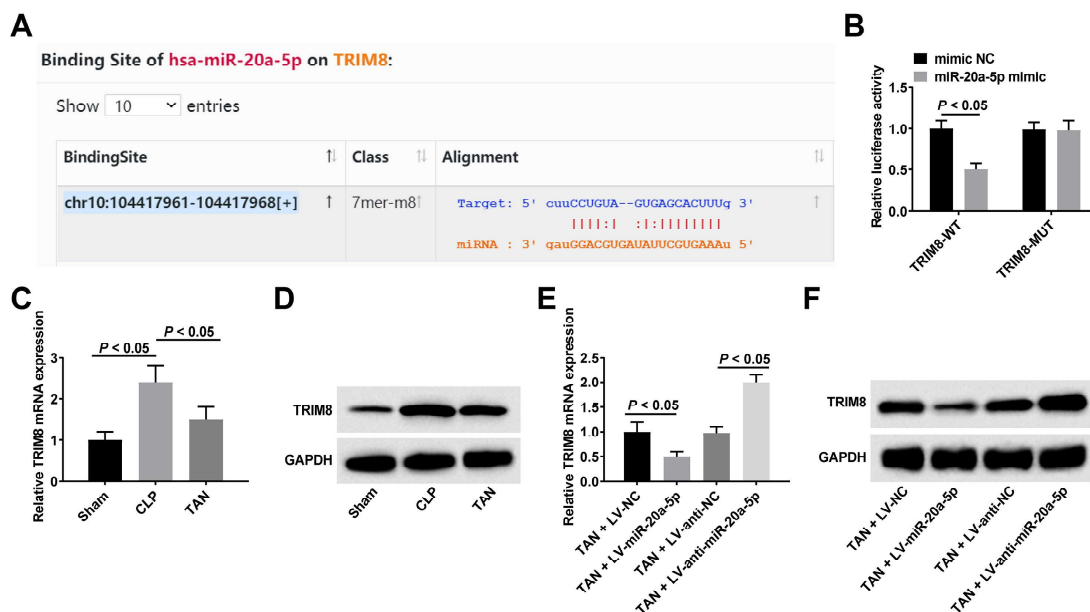 A
Binding Site of hsa-miR-20a-5p on TRIM8:
Show 10 entries
BindingSite Class Alignment
chr10:104417961-104417968[+] 7mer-m8
Target: 5' cuuCCUGUA--GUGAGCACUUUg 3'
miRNA : 3' gauGGACGUGAUAUUCGUGAAAu 5'
B
mimic NC
miR-20a-5p mimic
Relative luciferase activity
1.5
1.0
0.5
0.0
P < 0.05
TRIM8-WT
TRIM8-MUT
C
Relative TRIM8 mRNA expression
3
2
1
0
P < 0.05
P < 0.05
Sham
CLP
TAN
D
TRIM8
GAPDH
Sham
CLP
TAN
E
Relative TRIM8 mRNA expression
2.5
2.0
1.5
1.0
0.5
0.0
P < 0.05
P < 0.05
TAN + LV-NC
TAN + LV-miR-20a-5p
TAN + LV-anti-NC
TAN + LV-anti-miR-20a-5p
F
TRIM8
GAPDH
TAN + LV-NC
TAN + LV-miR-20a-5p
TAN + LV-anti-NC
TAN + LV-anti-miR-20a-5p